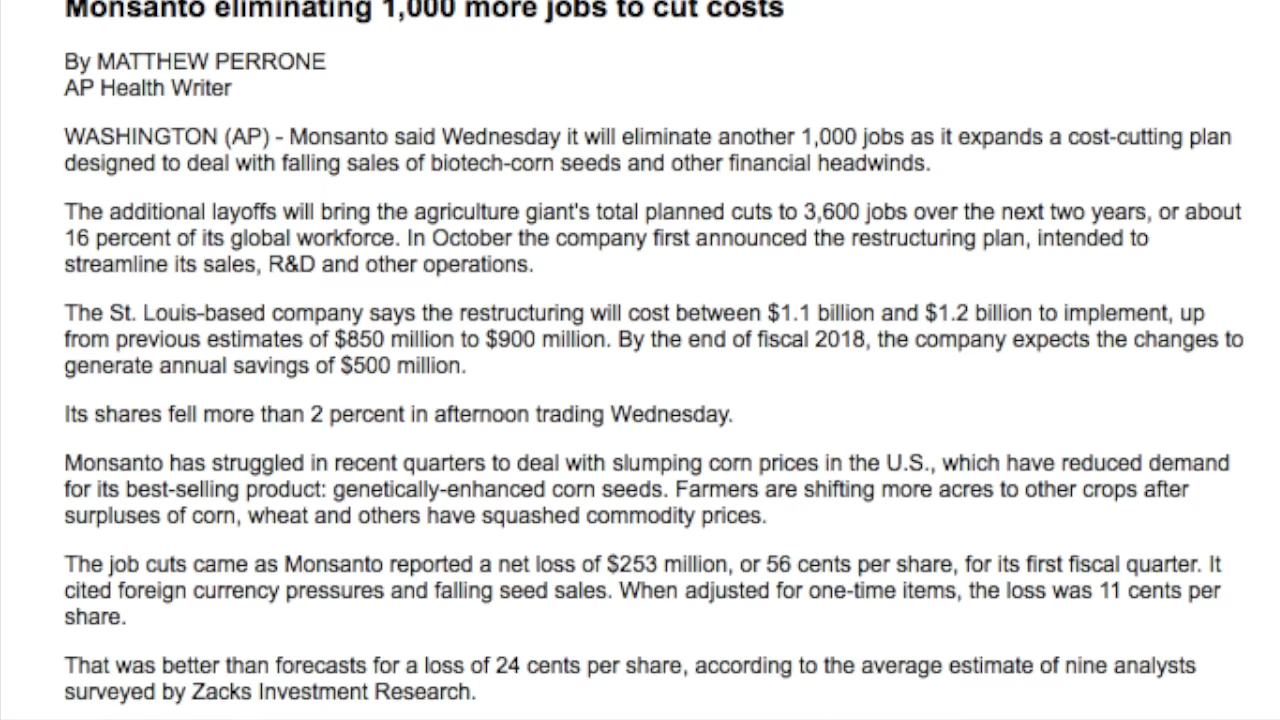 Monsanto eliminating 1,000 more jobs to cut costs
By MATTHEW PERRONE
AP Health Writer
WASHINGTON (AP) - Monsanto said Wednesday it will eliminate another 1,000 jobs as it expands a cost-cutting plan
designed to deal with falling sales of biotech-corn seeds and other financial headwinds.
The additional layoffs will bring the agriculture giant's total planned cuts to 3,600 jobs over the next two years, or about
16 percent of its global workforce. In October the company first announced the restructuring plan, intended to
streamline its sales, R&D and other operations.
The St. Louis-based company says the restructuring will cost between $1.1 billion and $1.2 billion to implement, up
from previous estimates of $850 million to $900 million. By the end of fiscal 2018, the company expects the changes to
generate annual savings of $500 million.
Its shares fell more than 2 percent in afternoon trading Wednesday.
Monsanto has struggled in recent quarters to deal with slumping corn prices in the U.S., which have reduced demand
for its best-selling product: genetically-enhanced corn seeds. Farmers are shifting more acres to other crops after
surpluses of corn, wheat and others have squashed commodity prices.
The job cuts came as Monsanto reported a net loss of $253 million, or 56 cents per share, for its first fiscal quarter. It
cited foreign currency pressures and falling seed sales. When adjusted for one-time items, the loss was 11 cents per
share.
That was better than forecasts for a loss of 24 cents per share, according to the average estimate of nine analysts
surveyed by Zacks Investment Research.